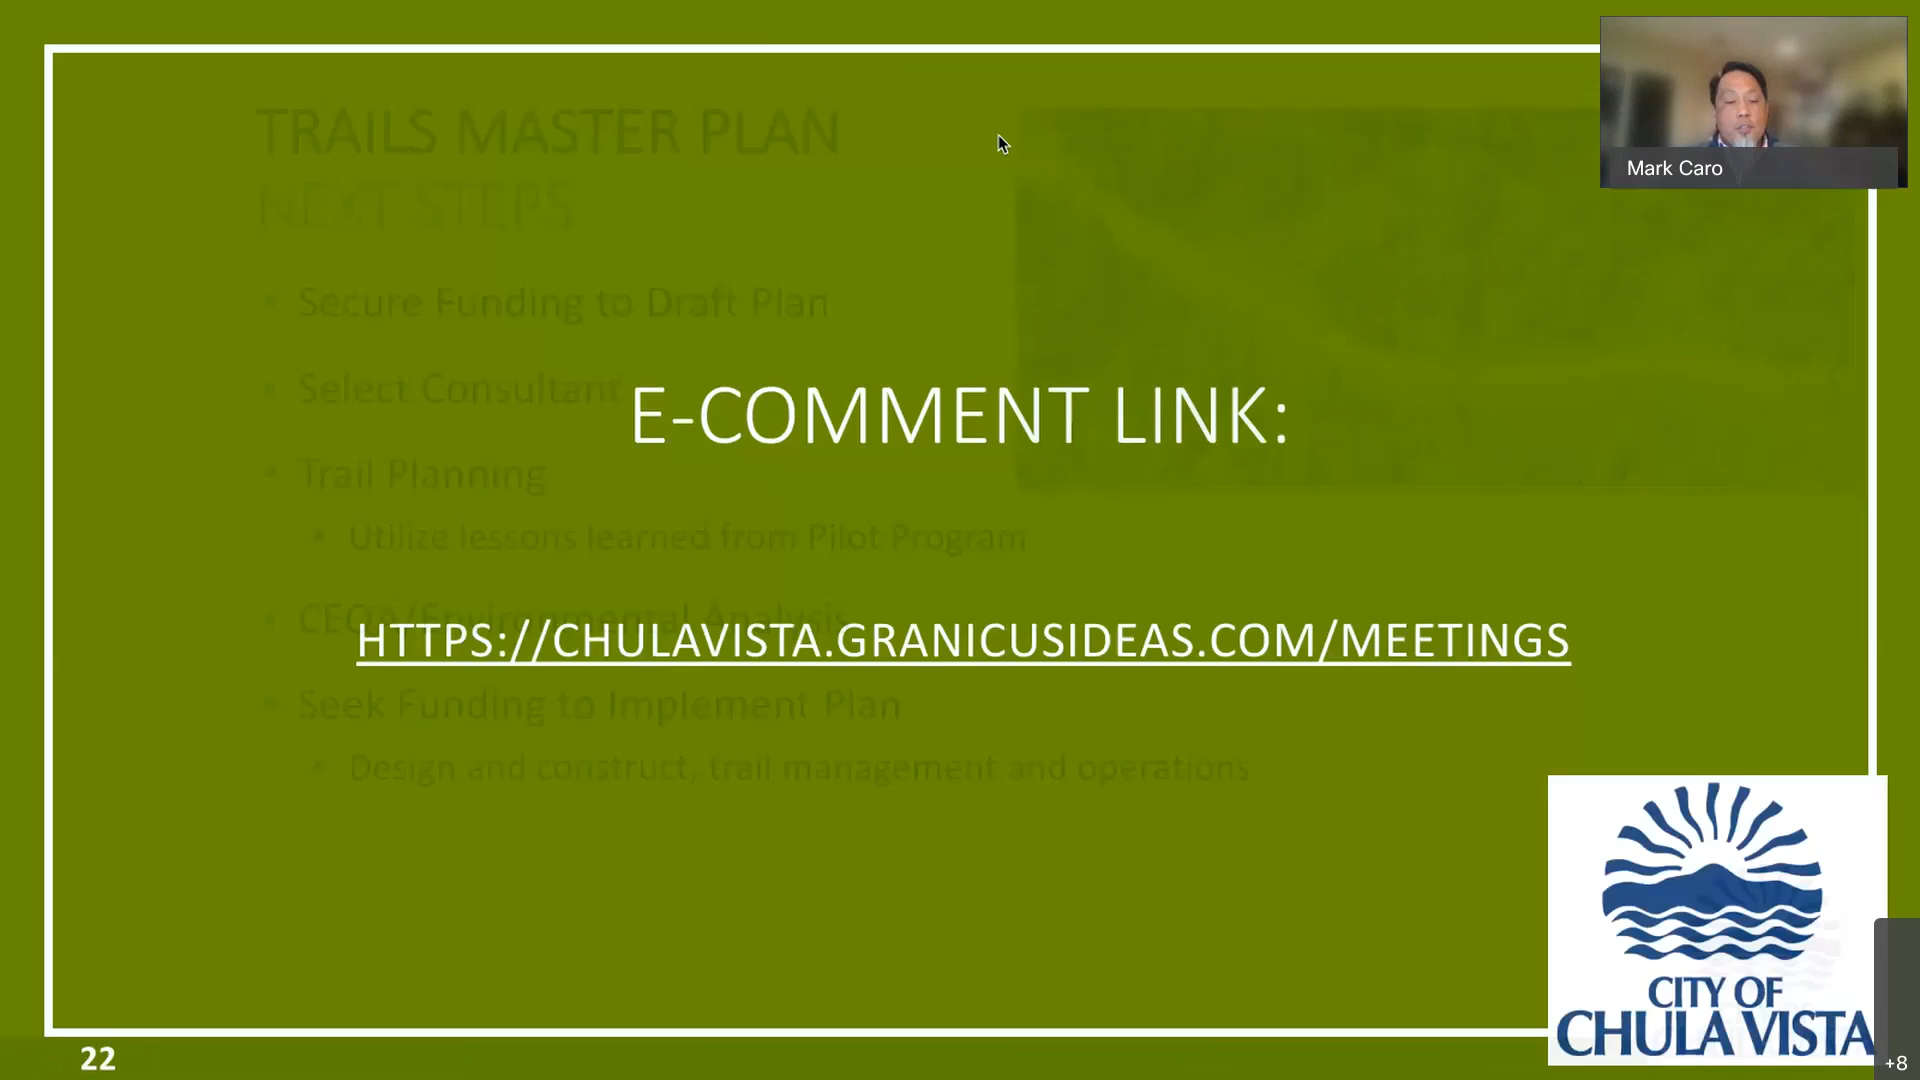 Mark Caro
TRAILS MASTER PLAN
NEXT STEPS
Secure Funding to Draft Plan
Select Consultant
E-COMMENT LINK:
Trail Planning
Utilize lessons learned from Pilot Program
CEQA/Environmental Analysis
HTTPS://CHULAVISTA.GRANICUSIDEAS.COM/MEETINGS
Seek Funding to Implement Plan
Design and construct, trail management and operations
CITY OF
CHULA VISTA
22
+8